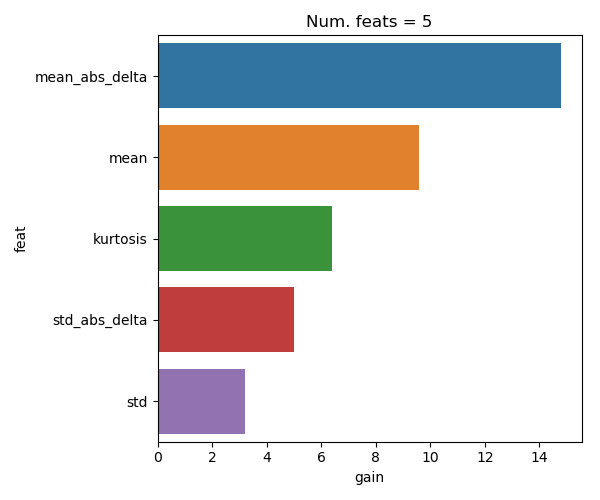 Num. feats = 5
mean_abs_delta
mean
kurtosis
std_abs_delta
std
feat
0 2 4 6 8 10 12 14
gain